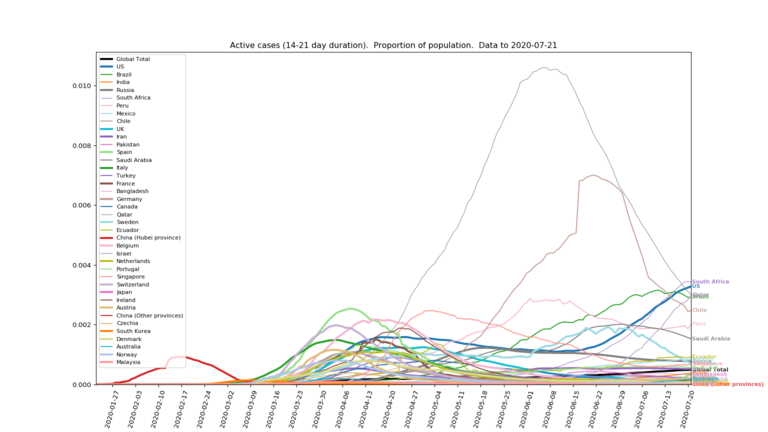 Active cases (14-21 day duration).  Proportion of population.  Data to 2020-07-21
Global Total
US
Brazil
India
Russia
South Africa
Peru
Mexico
Chile
UK
Iran
Pakistan
Spain
Saudi Arabia
Italy
Turkey
France
Bangladesh
Germany
Canada
Qatar
Sweden
Ecuador
China (Hubei province)
Belgium
Israel
Netherlands
Portugal
Singapore
Switzerland
Japan
Ireland
Austria
China (Other provinces)
Czechia
South Korea
Denmark
Australia
Norway
Malaysia
0.010
0.008
0.006
0.004
0.002
0.000
South Africa
US
Brazil
Chile
Peru
Saudi Arabia
Ecuador
Global Total
China (Other provinces)
2020-01-27
2020-02-03
2020-02-10
2020-02-17
2020-02-24
2020-03-02
2020-03-09
2020-03-16
2020-03-23
2020-03-30
2020-04-06
2020-04-13
2020-04-20
2020-04-27
2020-05-04
2020-05-11
2020-05-18
2020-05-25
2020-06-01
2020-06-08
2020-06-15
2020-06-22
2020-06-29
2020-07-06
2020-07-13
2020-07-20